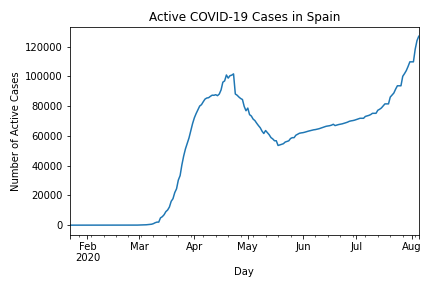 Active COVID-19 Cases in Spain
Number of Active Cases
120000
100000
80000
60000
40000
20000
0
Feb Mar Apr May Jun Jul Aug
2020
Day